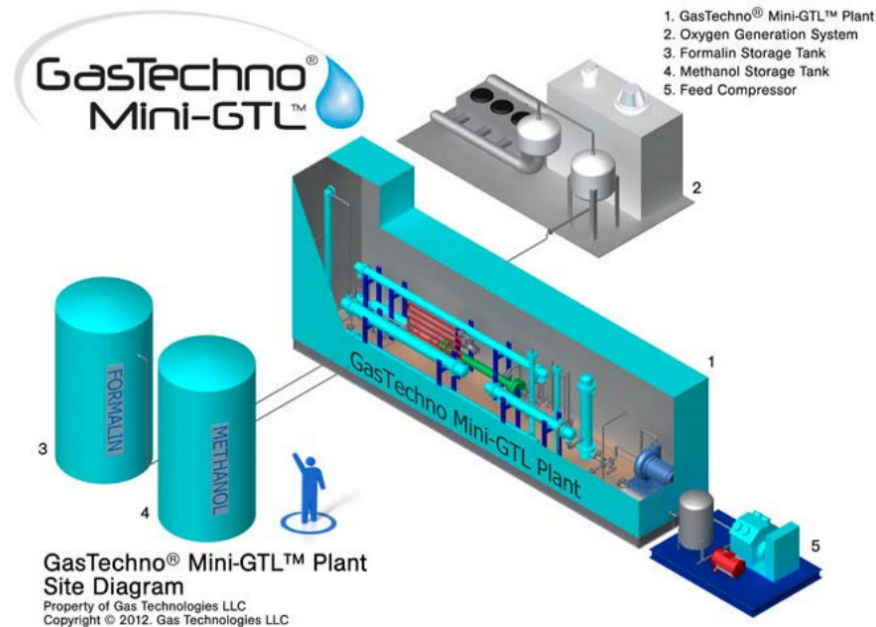 GasTechno®
Mini-GTL™
1. GasTechno® Mini-GTL™ Plant
2. Oxygen Generation System
3. Formalin Storage Tank
4. Methanol Storage Tank
5. Feed Compressor
2
1
GasTechno Mini-GTL Plant
FORMALIN
METHANOL
3
4
5
GasTechno® Mini-GTL™ Plant
Site Diagram
Property of Gas Technologies LLC
Copyright © 2012. Gas Technologies LLC